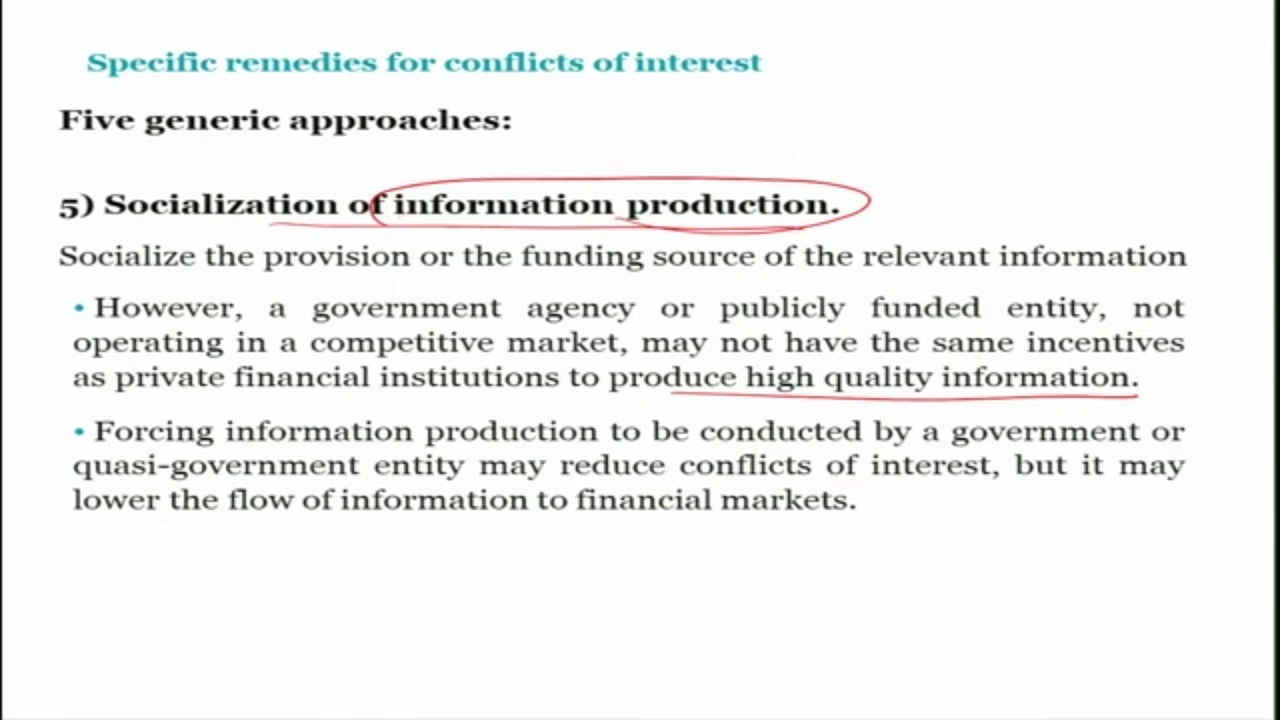 Specific remedies for conflicts of interest
Five generic approaches:
5) Socialization of information production.
Socialize the provision or the funding source of the relevant information
• However, a government agency or publicly funded entity, not
operating in a competitive market, may not have the same incentives
as private financial institutions to produce high quality information.
• Forcing information production to be conducted by a government or
quasi-government entity may reduce conflicts of interest, but it may
lower the flow of information to financial markets.